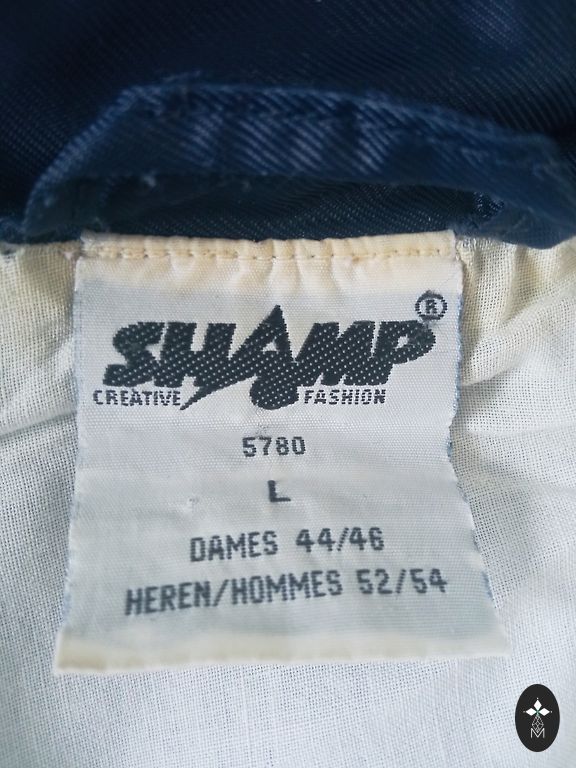 SHAMP®
CREATIVE FASHION
5780
L
DAMES 44/46
HEREN/HOMMES 52/54
M